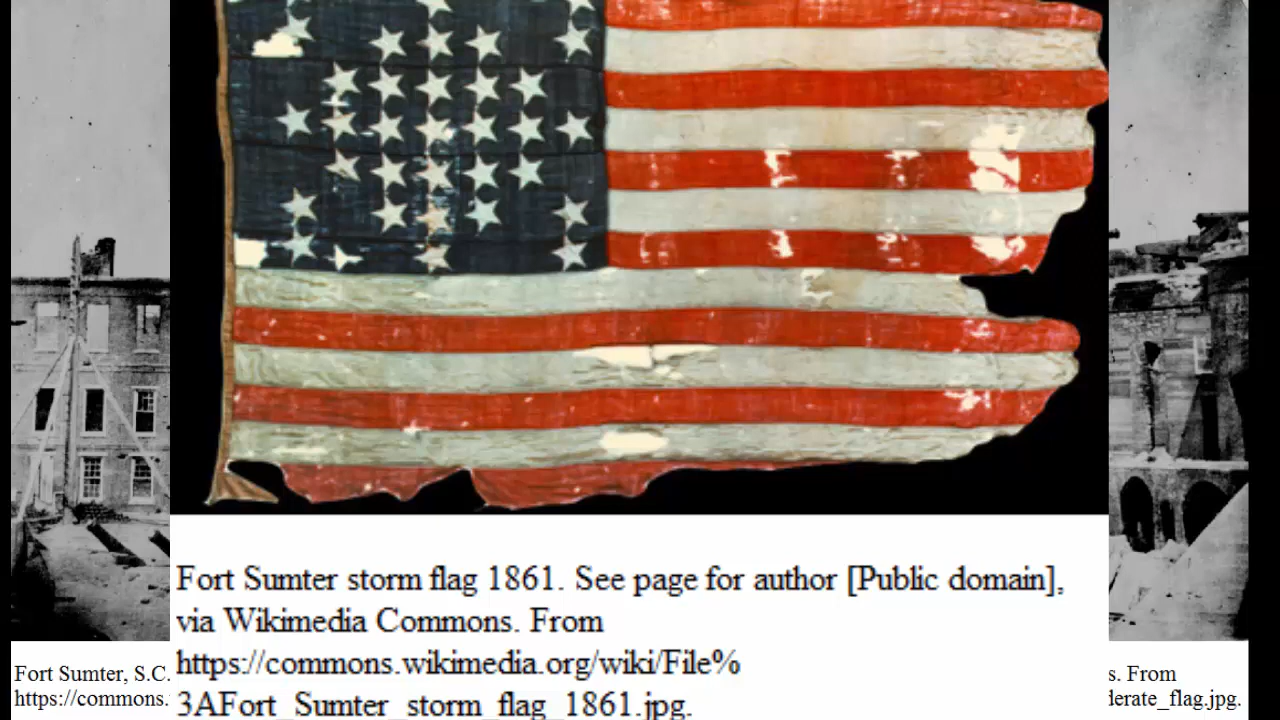 Fort Sumter storm flag 1861. See page for author [Public domain],
via Wikimedia Commons. From
https://commons.wikimedia.org/wiki/File%
3AFort_Sumter_storm_flag_1861.jpg.
Fort Sumter, S.C.
https://commons.
s. From
derate_flag.jpg.